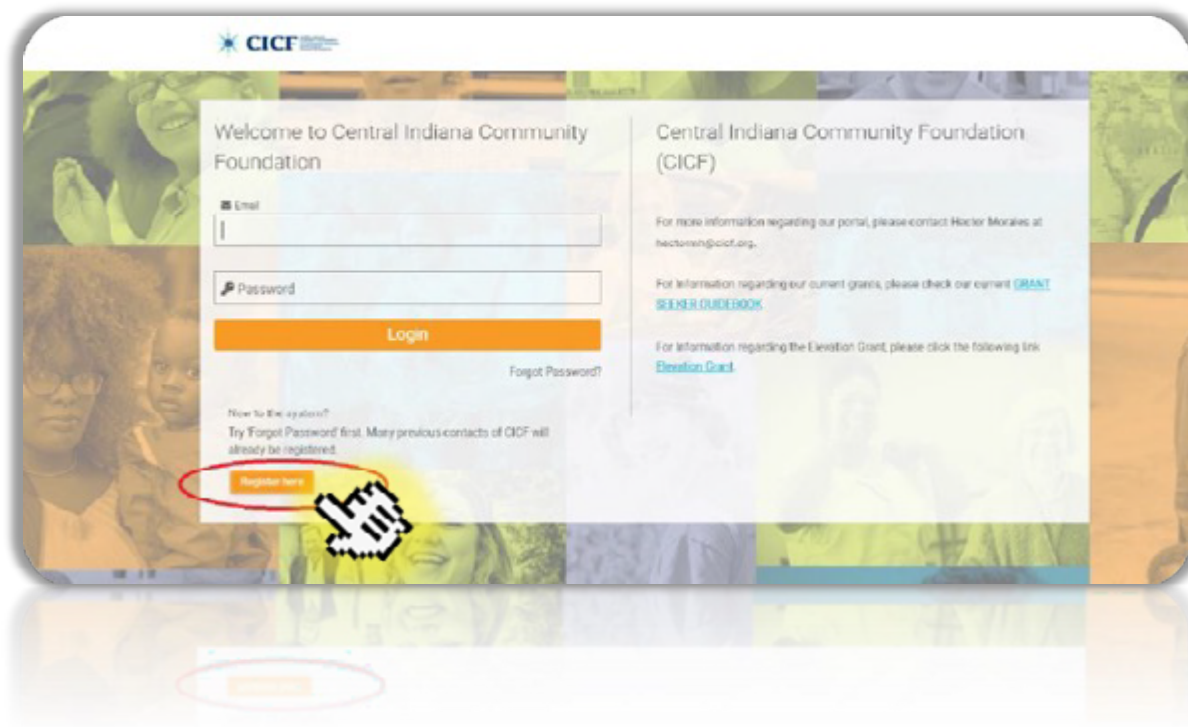 CICF
Welcome to Central Indiana Community
Foundation
Email
Password
Login
Forgot Password?
New to the system?
Try 'Forgot Password' first. Many previous contacts of CICF will
already be registered.
Register here
Central Indiana Community Foundation
(CICF)
For more information regarding our portal, please contact Hector Morales at
For Information regarding our current grants, please check our current GRANT
SEEKER GUIDEBOOK.
For Information regarding the Elevation Grant, please click the following link
Elevation Grant.